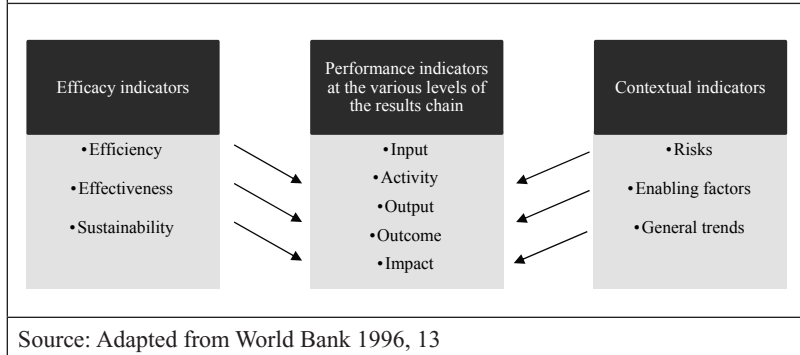 Efficacy indicators
•Efficiency
•Effectiveness
•Sustainability
Performance indicators
at the various levels of
the results chain
•Input
•Activity
•Output
•Outcome
•Impact
Contextual indicators
•Risks
•Enabling factors
•General trends
Source: Adapted from World Bank 1996, 13